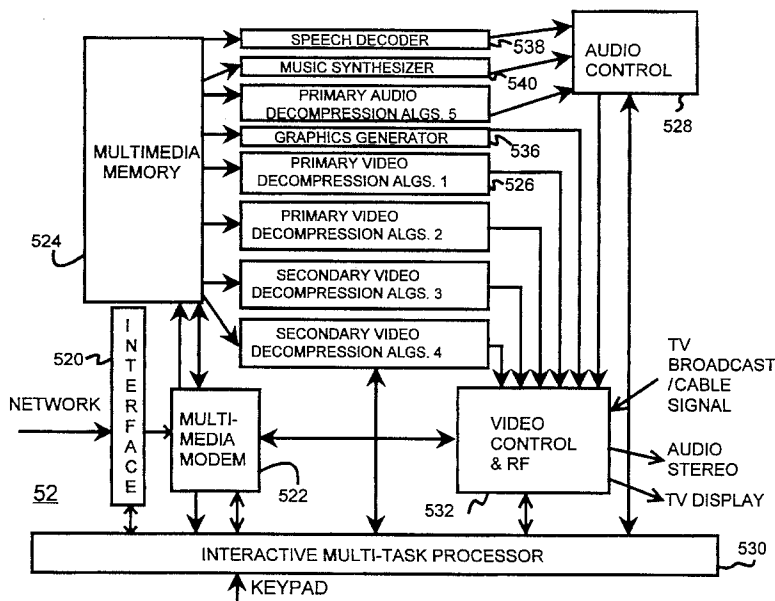 SPEECH DECODER
538
MUSIC SYNTHESIZER
540
PRIMARY AUDIO
DECOMPRESSION ALGS. 5
GRAPHICS GENERATOR
536
PRIMARY VIDEO
DECOMPRESSION ALGS. 1
526
PRIMARY VIDEO
DECOMPRESSION ALGS. 2
SECONDARY VIDEO
DECOMPRESSION ALGS. 3
SECONDARY VIDEO
DECOMPRESSION ALGS. 4
AUDIO
CONTROL
528
MULTIMEDIA
MEMORY
524
520
INTERFACE
NETWORK
52
MULTI-
MEDIA
MODEM
522
VIDEO
CONTROL
& RF
532
TV
BROADCAST
/CABLE
SIGNAL
AUDIO
STEREO
TV DISPLAY
INTERACTIVE MULTI-TASK PROCESSOR
530
KEYPAD